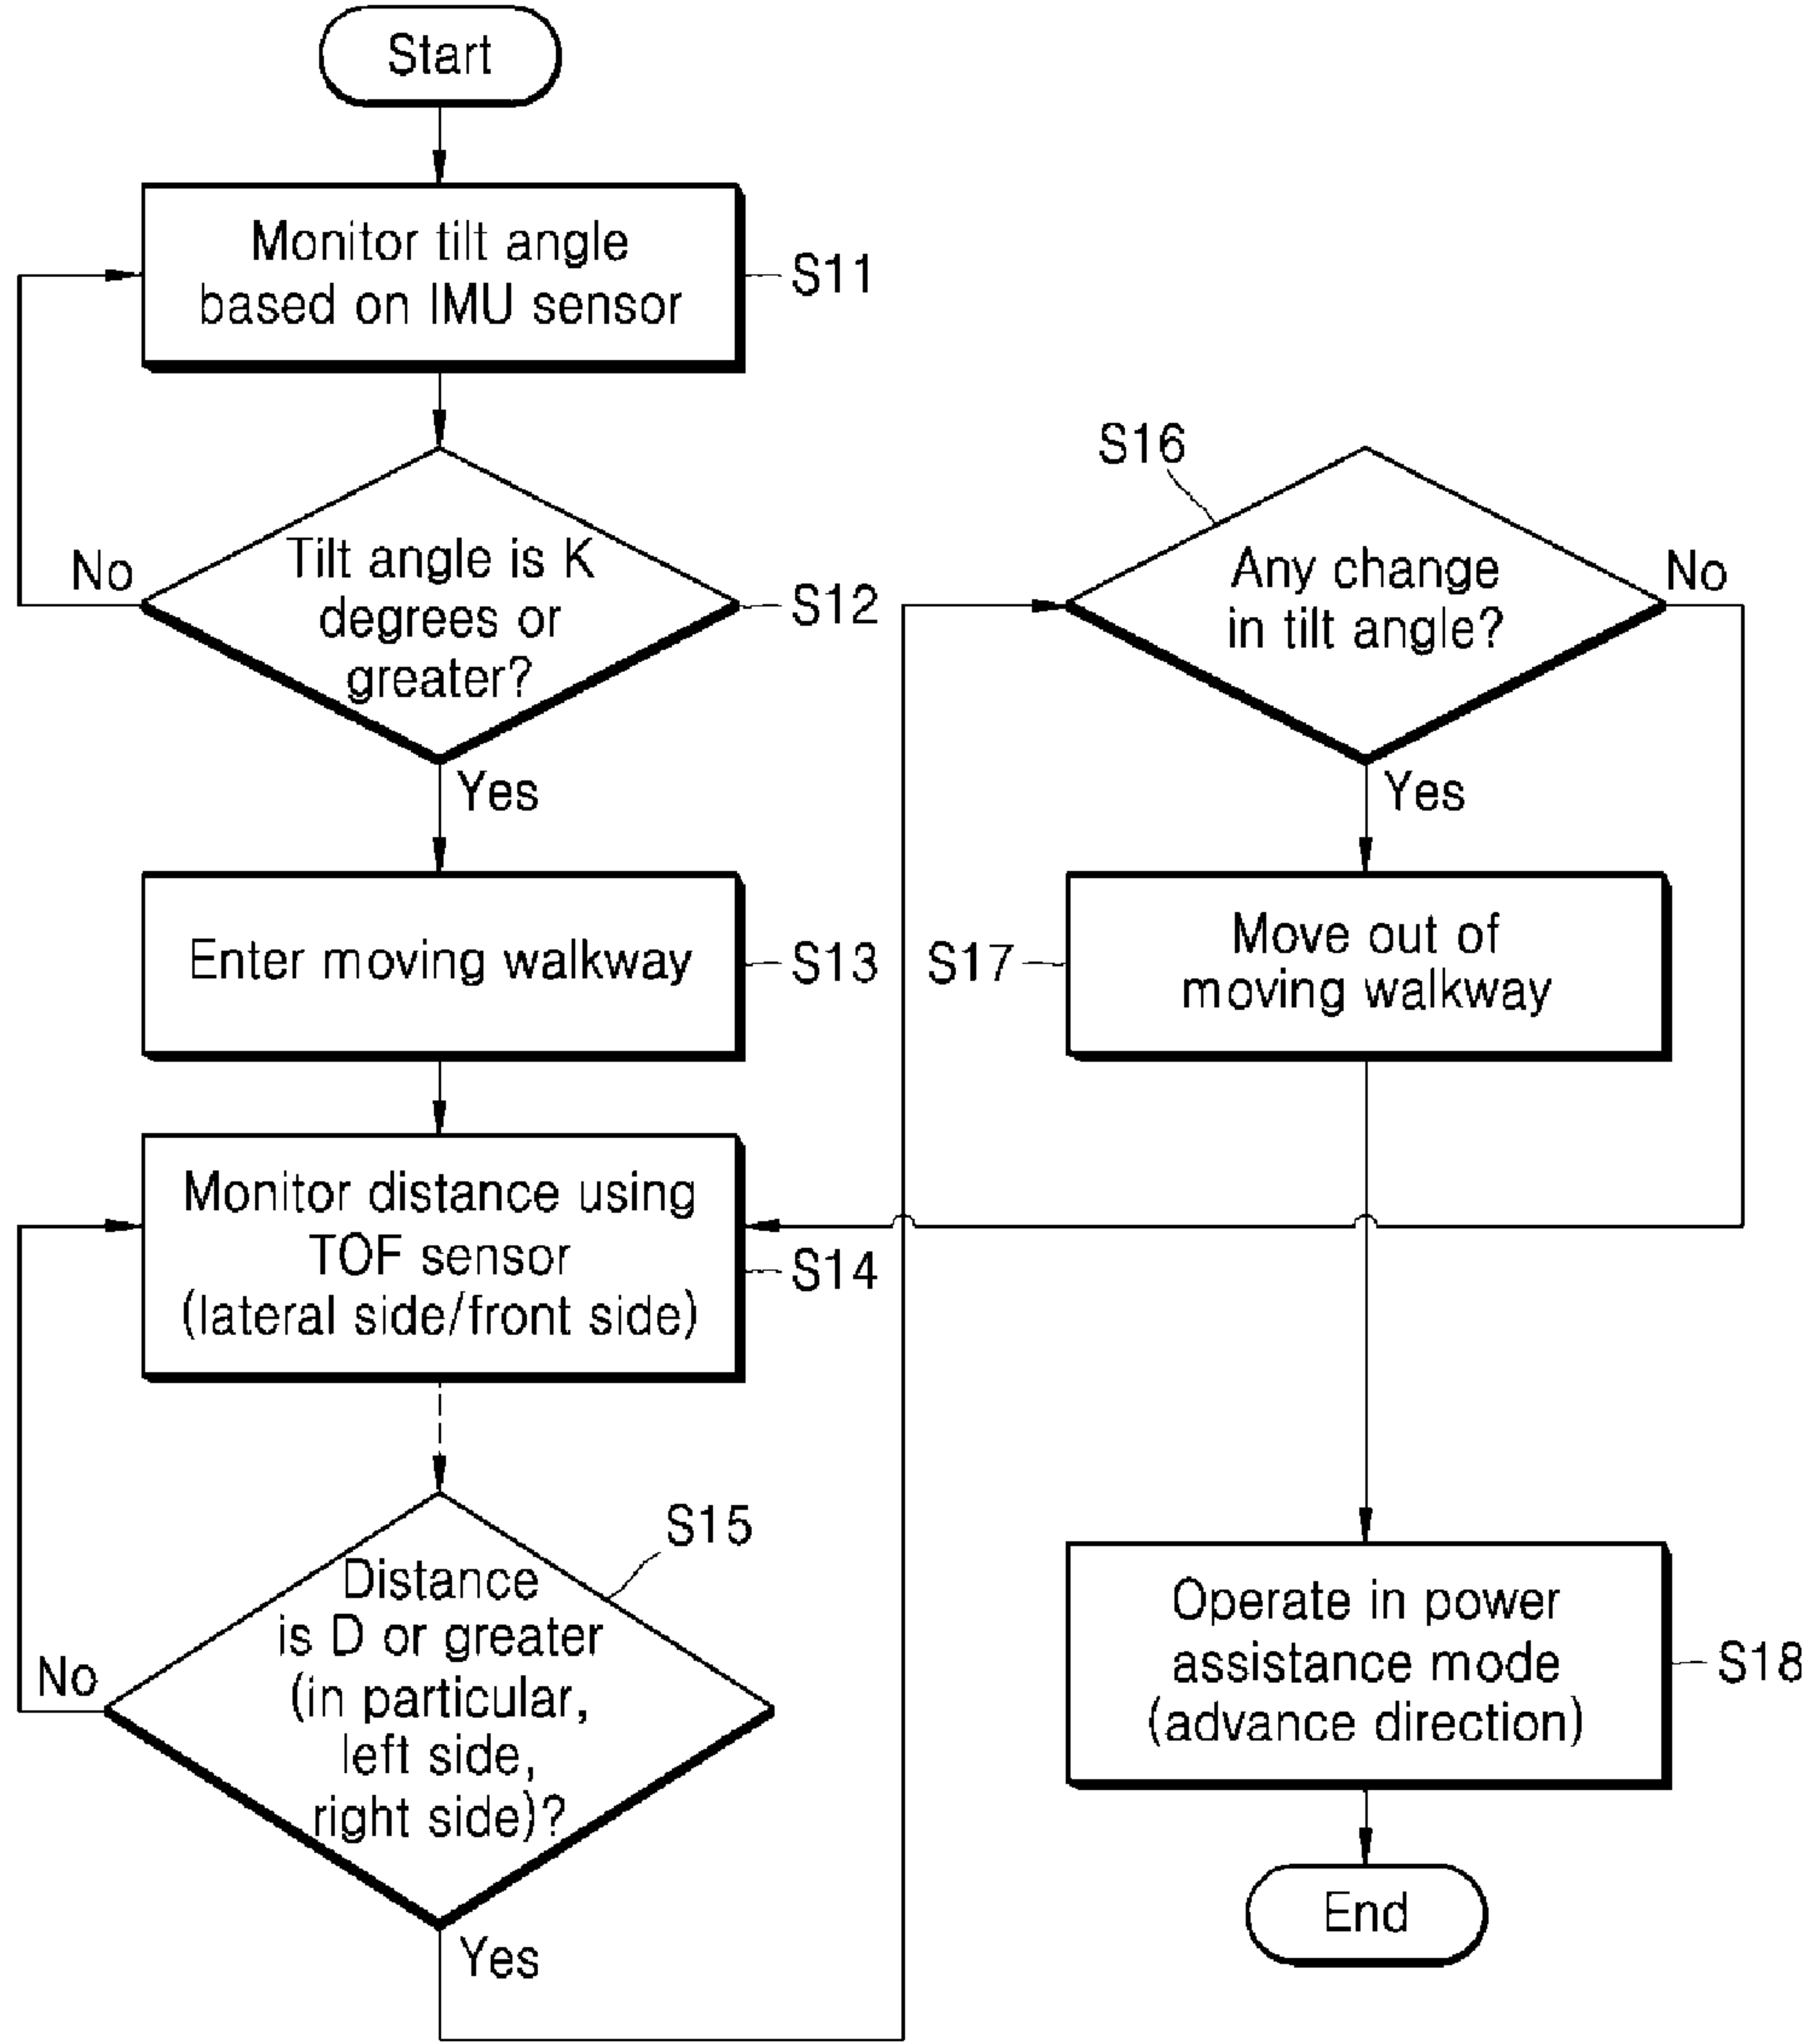 Start
Monitor tilt angle
based on IMU sensor
S11
Tilt angle is K
degrees or
greater?
S12
No
Yes
Enter moving walkway
S13
Monitor distance using
TOF sensor
(lateral side/front side)
S14
S15
Distance
is D or greater
(in particular,
left side,
right side)?
No
Yes
S16
Any change
in tilt angle?
No
Yes
S17
Move out of
moving walkway
Operate in power
assistance mode
(advance direction)
S18
End